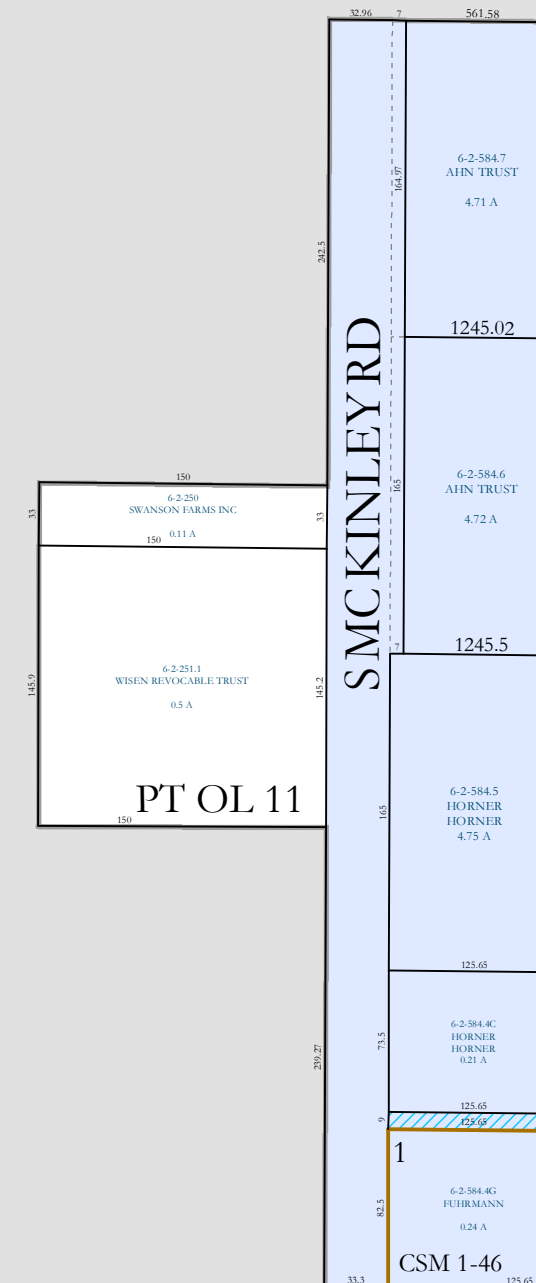 32.96
7
561.58
6-2-584.7
AHN TRUST
4.71 A
164.97
242.5
1245.02
S MC KINLEY RD
150
6-2-250
SWANSON FARMS INC
0.11 A
33
33
150
6-2-584.6
AHN TRUST
4.72 A
165
7
1245.5
6-2-251.1
WISEN REVOCABLE TRUST
0.5 A
145.9
145.2
PT OL 11
150
6-2-584.5
HORNER
HORNER
4.75 A
165
125.65
6-2-584.4C
HORNER
HORNER
0.21 A
73.5
239.27
125.65
9
125.65
1
6-2-584.4G
FUHRMANN
0.24 A
82.5
CSM 1-46
33.3
125.65